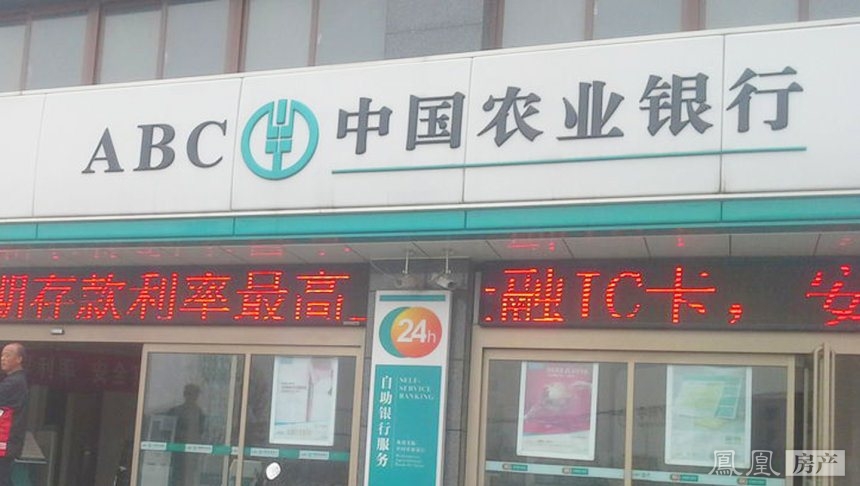 ABC 中国农业银行
期存款利率最高
融IC卡，安
24h
自助银行服务
SELF-
SERVICE
BANKING
鳳凰 房产